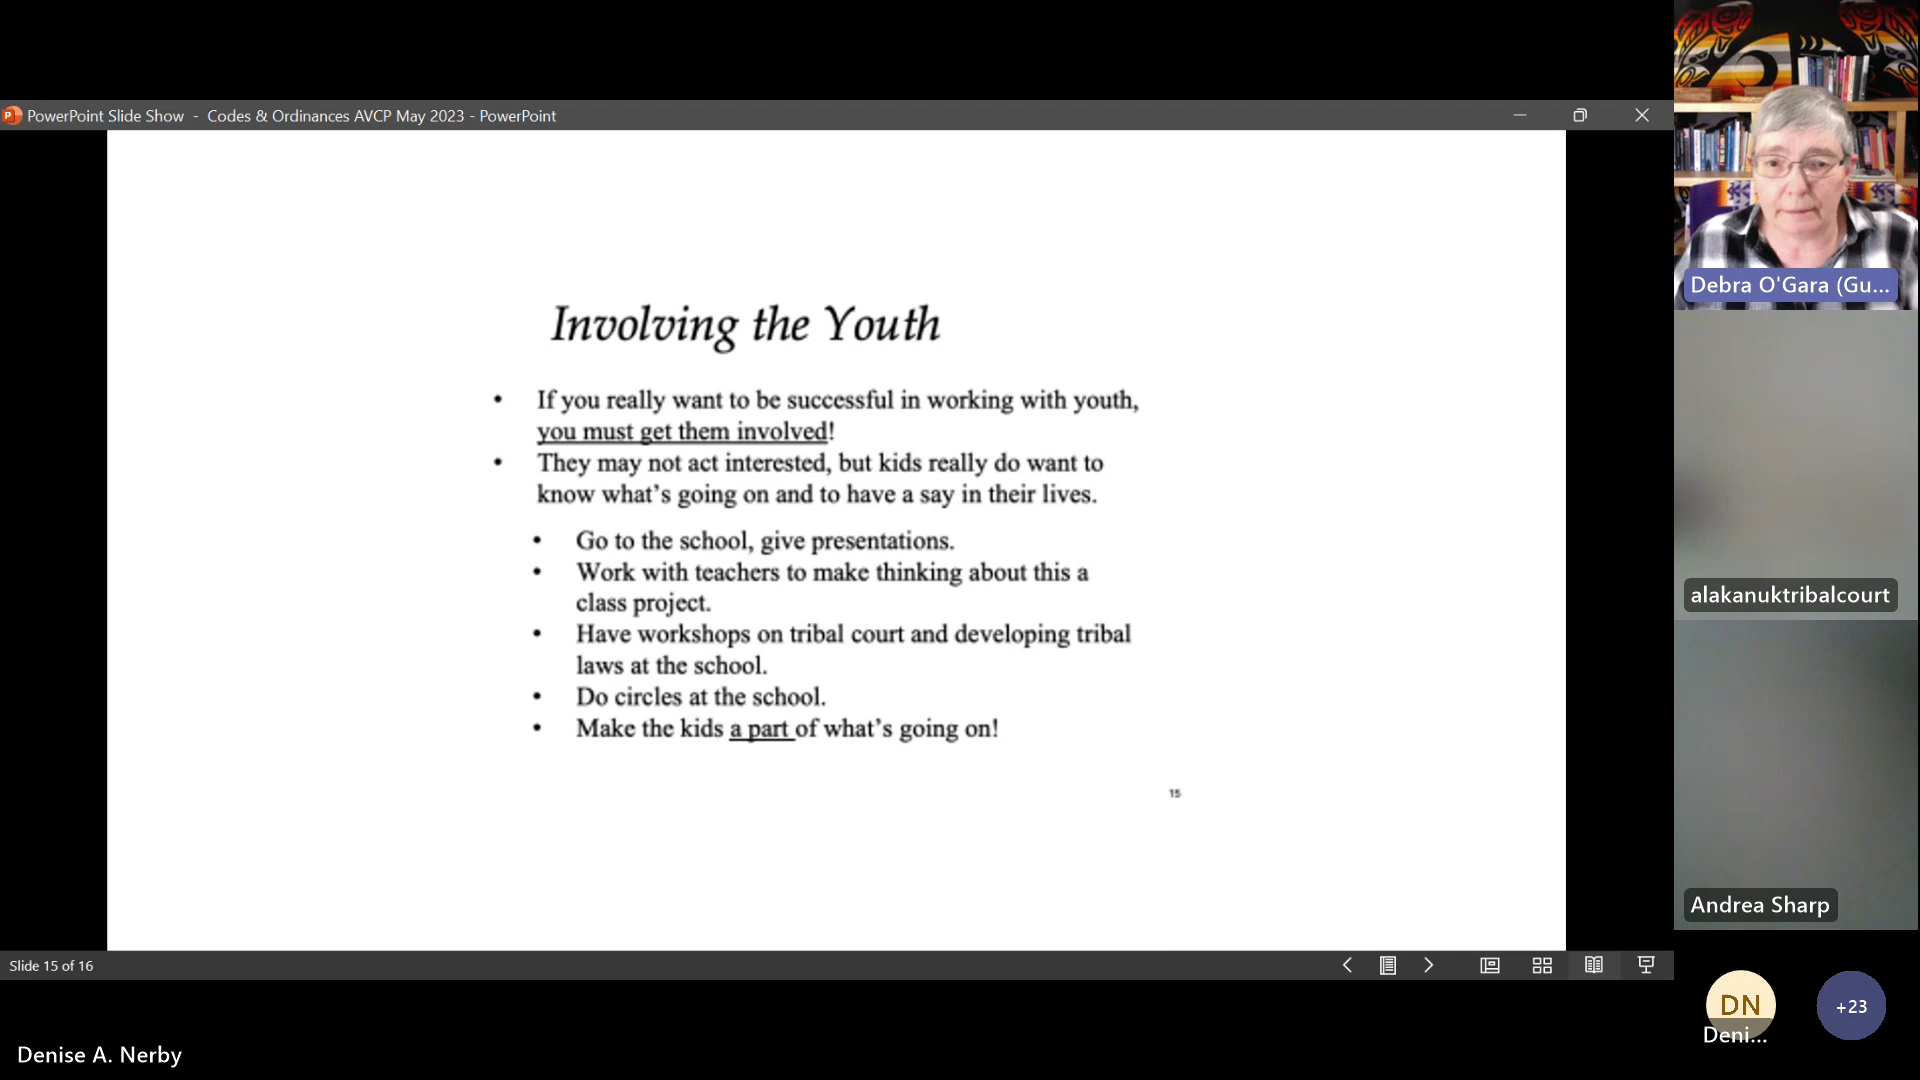 PowerPoint Slide Show - Codes & Ordinances AVCP May 2023 - PowerPoint
Involving the Youth
• If you really want to be successful in working with youth,
you must get them involved!
• They may not act interested, but kids really do want to
know what’s going on and to have a say in their lives.
• Go to the school, give presentations.
• Work with teachers to make thinking about this a
class project.
• Have workshops on tribal court and developing tribal
laws at the school.
• Do circles at the school.
• Make the kids a part of what’s going on!
15
Slide 15 of 16
Denise A. Nerby
Debra O'Gara (Gu...
alakanuktribalcourt
Andrea Sharp
DN
Deni...
+23